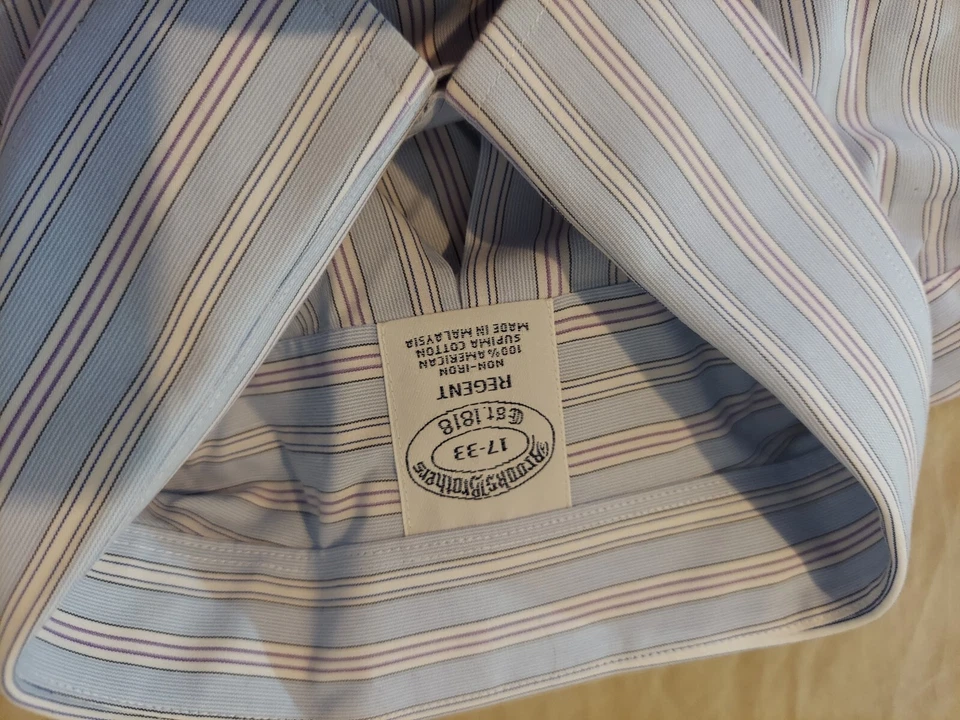 Brooks Brothers
17-33
Est. 1818
REGENT
NON-IRON
100% AMERICAN
SUPIMA COTTON
MADE IN MALAYSIA